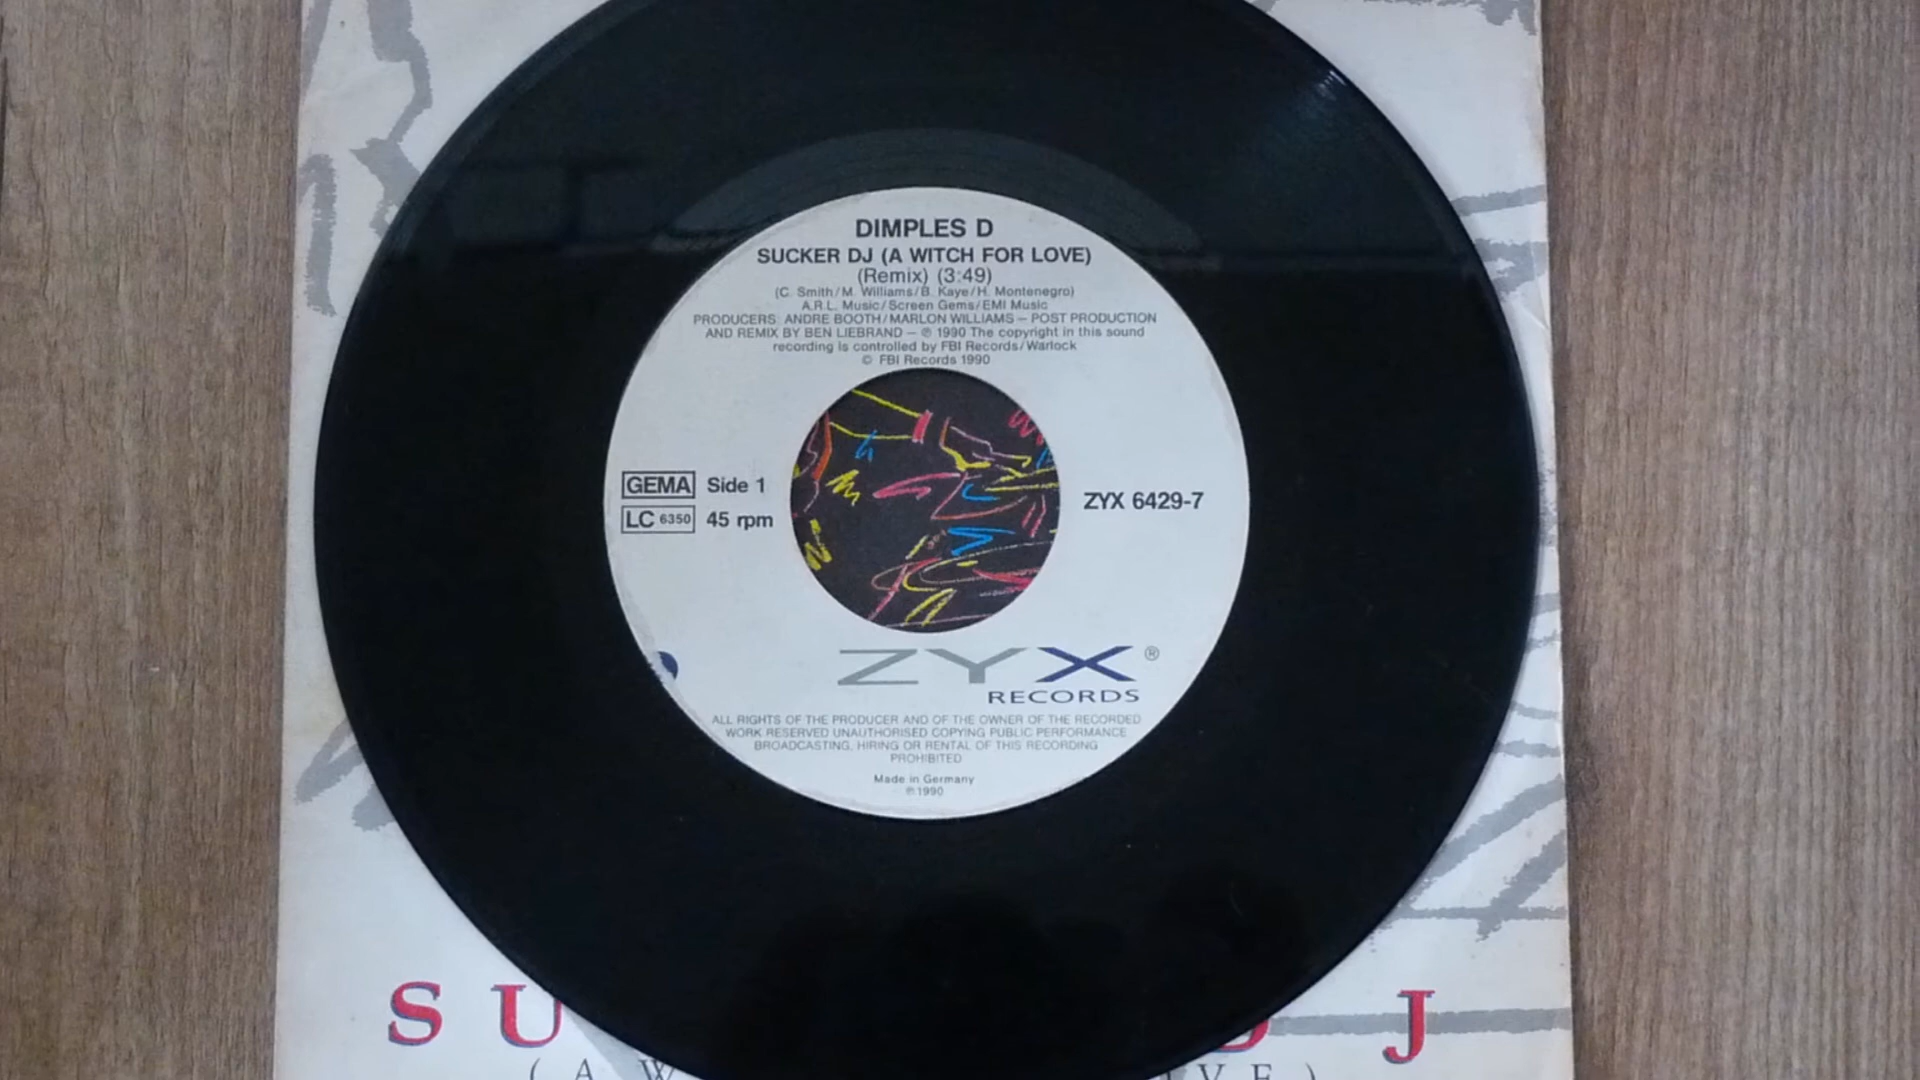 DIMPLES D
SUCKER DJ (A WITCH FOR LOVE)
(Remix) (3:49)
(C. Smith/M. Williams/B. Kaye/H. Montenegro)
A.R.L. Music/Screen Gems/EMI Music
PRODUCERS: ANDRE BOOTH/MARLON WILLIAMS – POST PRODUCTION
AND REMIX BY BEN LIEBRAND – ℗ 1990 The copyright in this sound
recording is controlled by FBI Records/Warlock
© FBI Records 1990
GEMA Side 1
LC 6350 45 rpm
ZYX 6429-7
ZYX ®
RECORDS
ALL RIGHTS OF THE PRODUCER AND OF THE OWNER OF THE RECORDED
WORK RESERVED UNAUTHORISED COPYING PUBLIC PERFORMANCE
BROADCASTING, HIRING OR RENTAL OF THIS RECORDING
PROHIBITED
Made in Germany
℗ 1990
S U J
( A W V E )